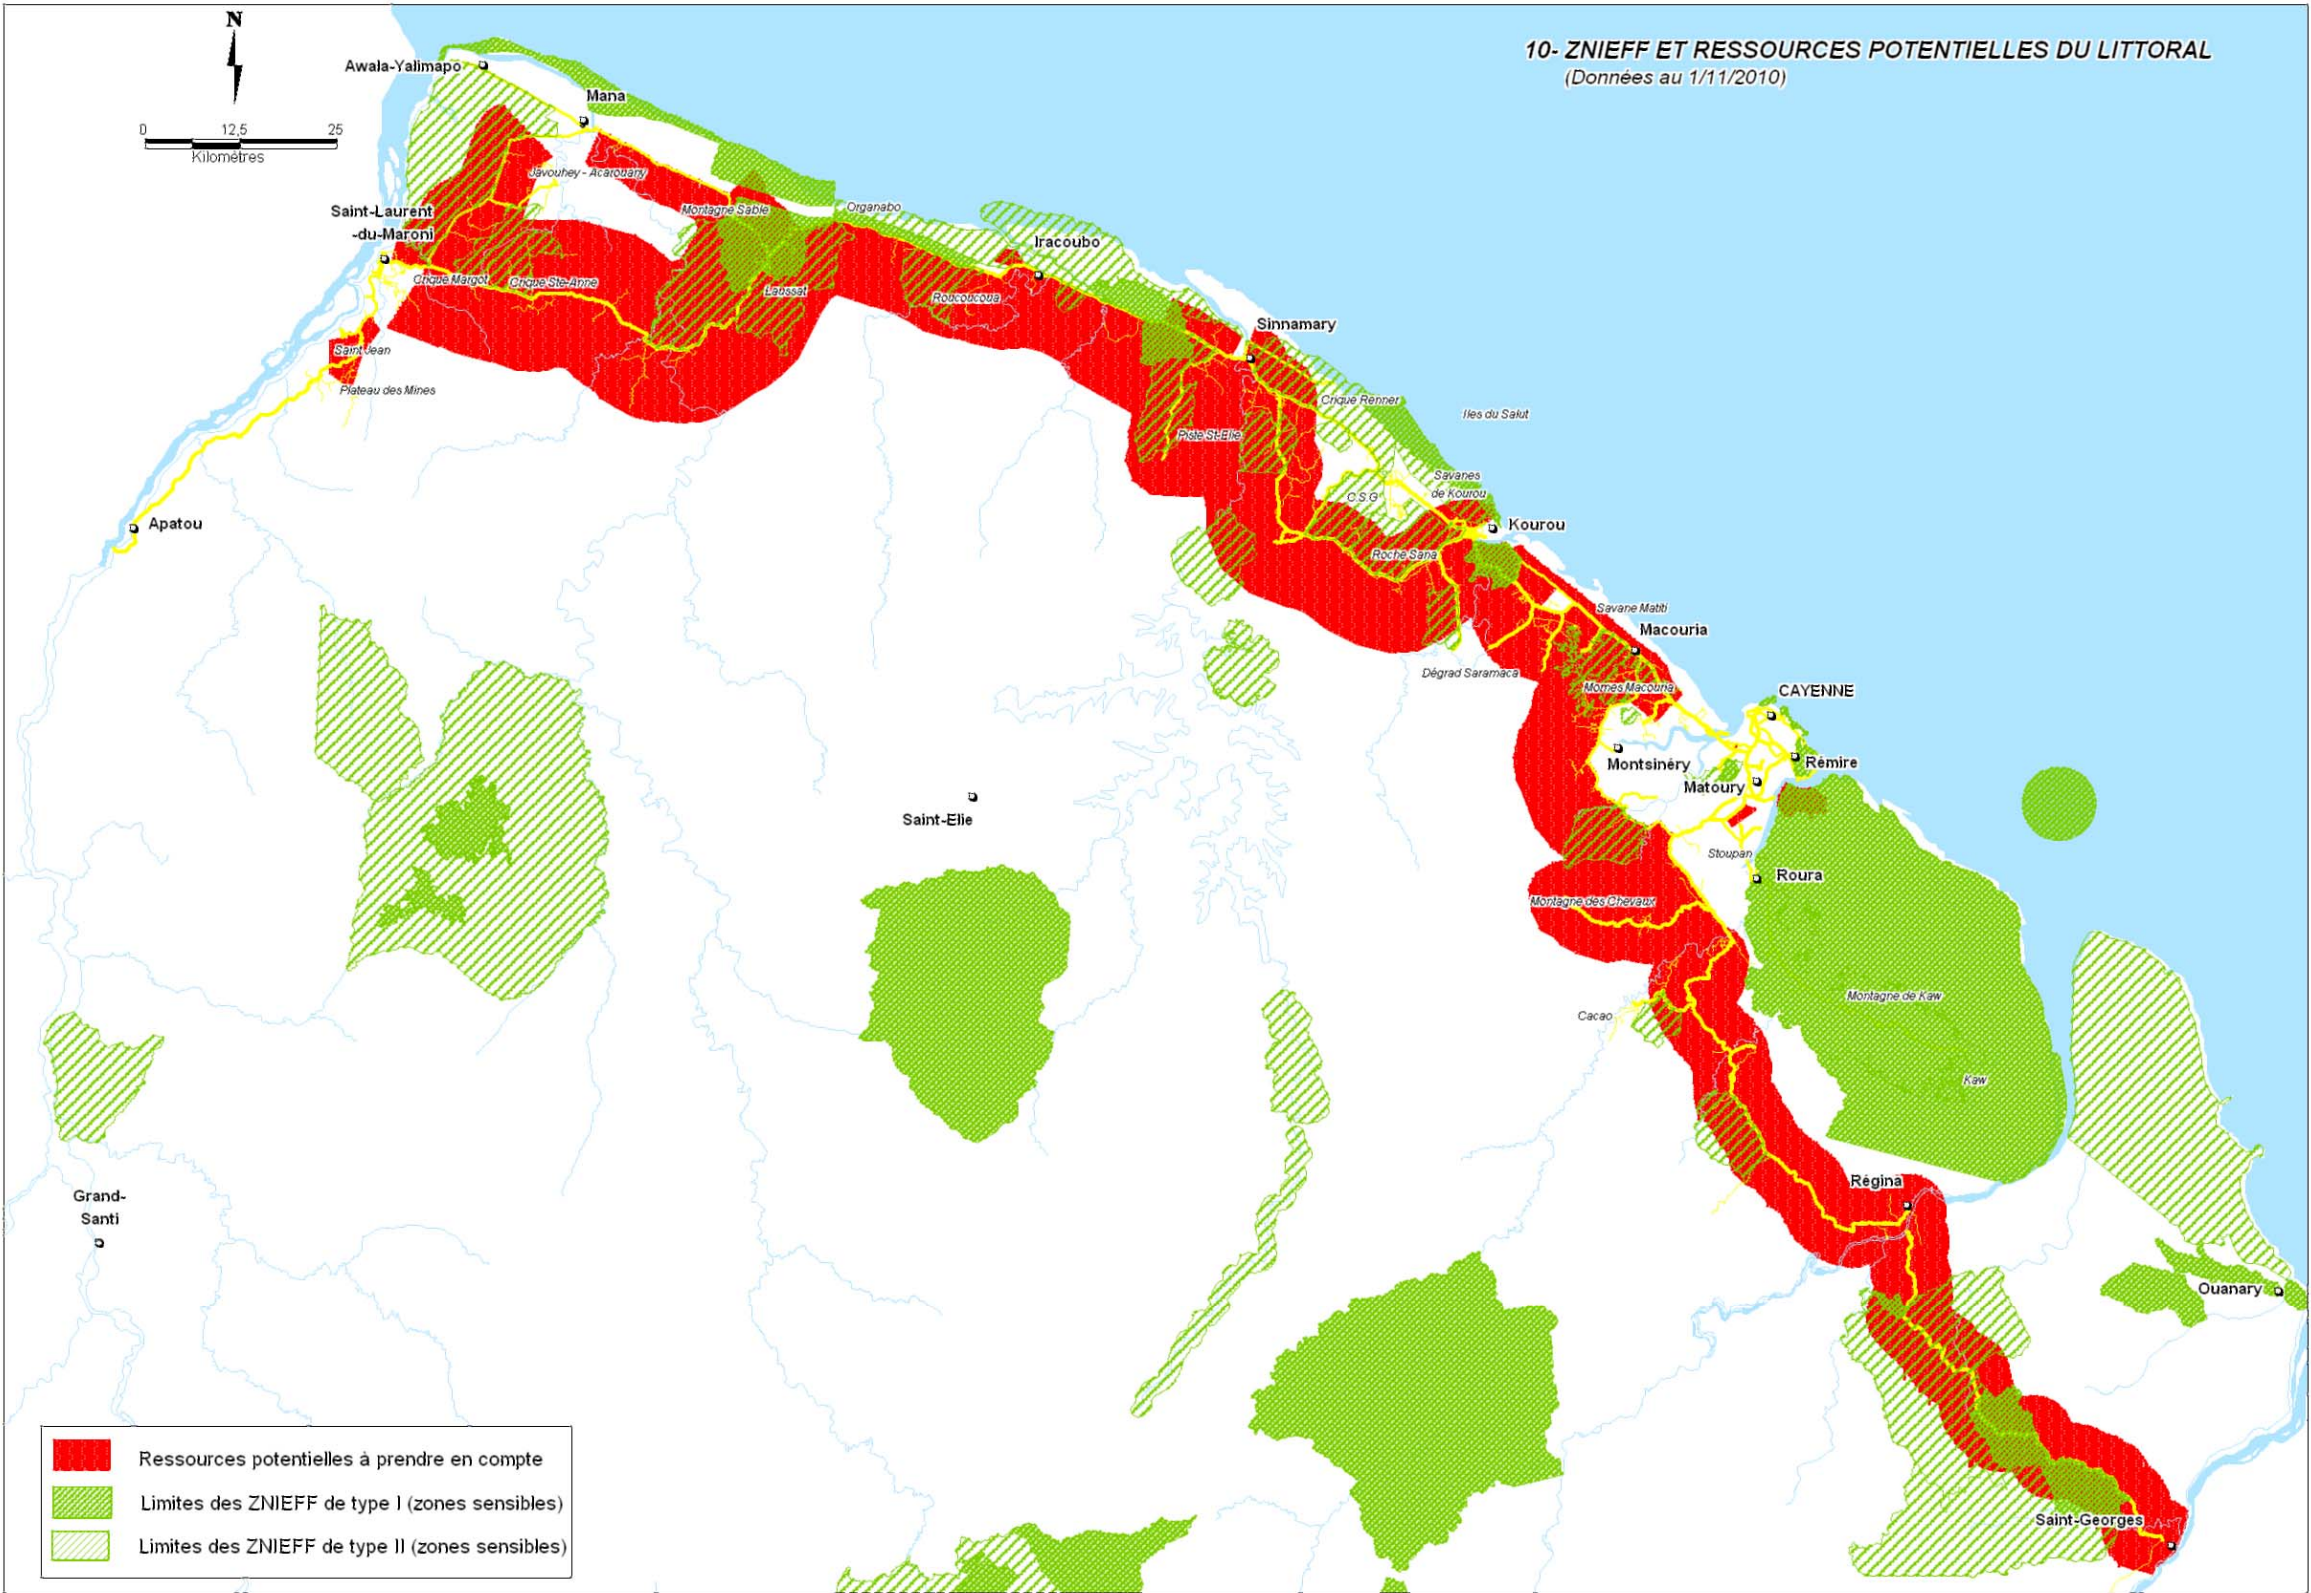 10- ZNIEFF ET RESSOURCES POTENTIELLES DU LITTORAL
(Données au 1/11/2010)
N
0 12,5 25
Kilomètres
Awala-Yalimapo
Mana
Javouhey - Acarouany
Saint-Laurent
-du-Maroni
Montagne Sable
Organabo
Iracoubo
Crique Margot
Crique Ste-Anne
Laussat
Roucoucoua
Sinnamary
Saint Jean
Plateau des Mines
Crique Renner
Iles du Salut
Piste St-Elie
Savanes
de Kourou
C.S.G
Apatou
Kourou
Roche Sana
Savane Matiti
Macouria
Dégrad Saramaca
Mornes Macouria
CAYENNE
Montsinéry
Rémire
Matoury
Saint-Elie
Stoupan
Roura
Montagne des Chevaux
Montagne de Kaw
Cacao
Kaw
Grand-
Santi
Régina
Ouanary
Saint-Georges
Ressources potentielles à prendre en compte
Limites des ZNIEFF de type I (zones sensibles)
Limites des ZNIEFF de type II (zones sensibles)